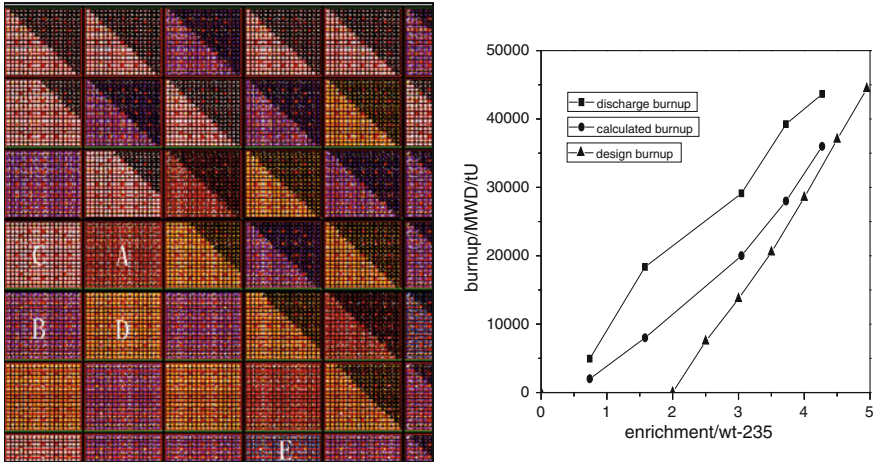 C A
B D
E
50000
40000
30000
20000
10000
0
burnup/MWD/tU
discharge burnup
calculated burnup
design burnup
0 1 2 3 4 5
enrichment/wt-235